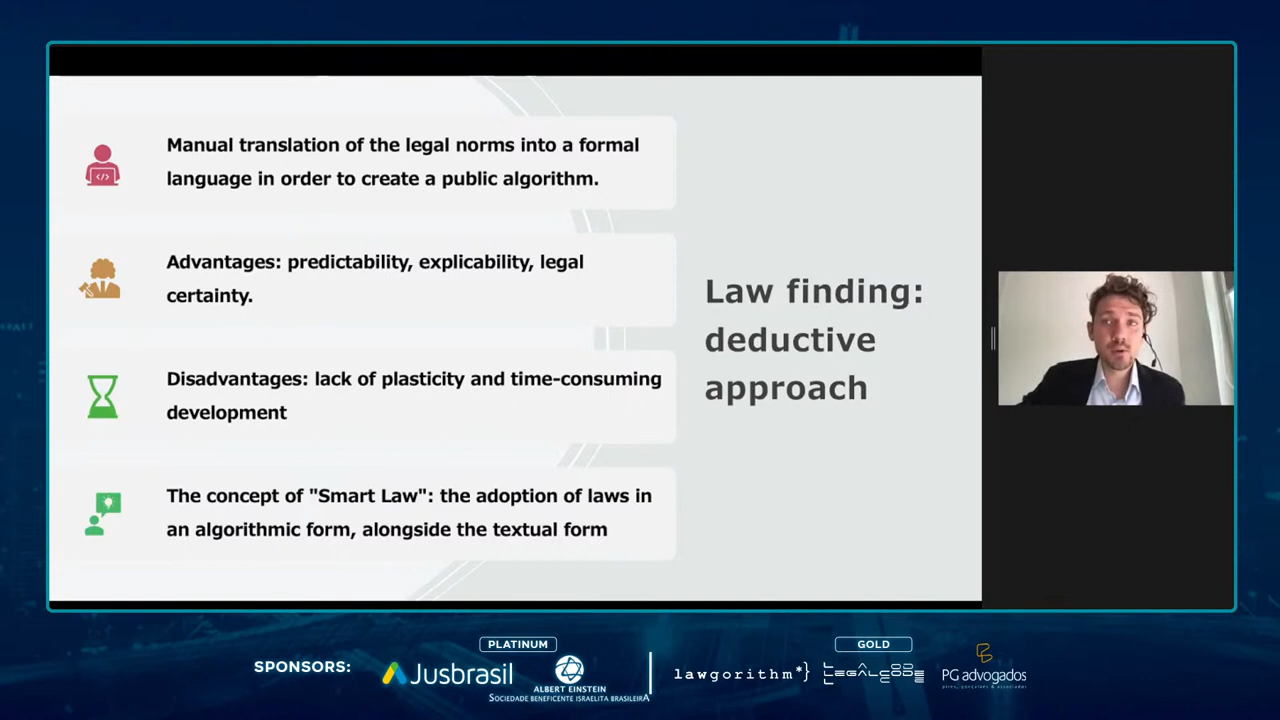 Manual translation of the legal norms into a formal
language in order to create a public algorithm.
Advantages: predictability, explicability, legal
certainty.
Disadvantages: lack of plasticity and time-consuming
development
The concept of "Smart Law": the adoption of laws in
an algorithmic form, alongside the textual form
Law finding:
deductive
approach
SPONSORS:
PLATINUM
Jusbrasil
ALBERT EINSTEIN
SOCIEDADE BENEFICENTE ISRAELITA BRASILEIRA
lawgorithm*}
GOLD
LEGALCODE
PG advogados